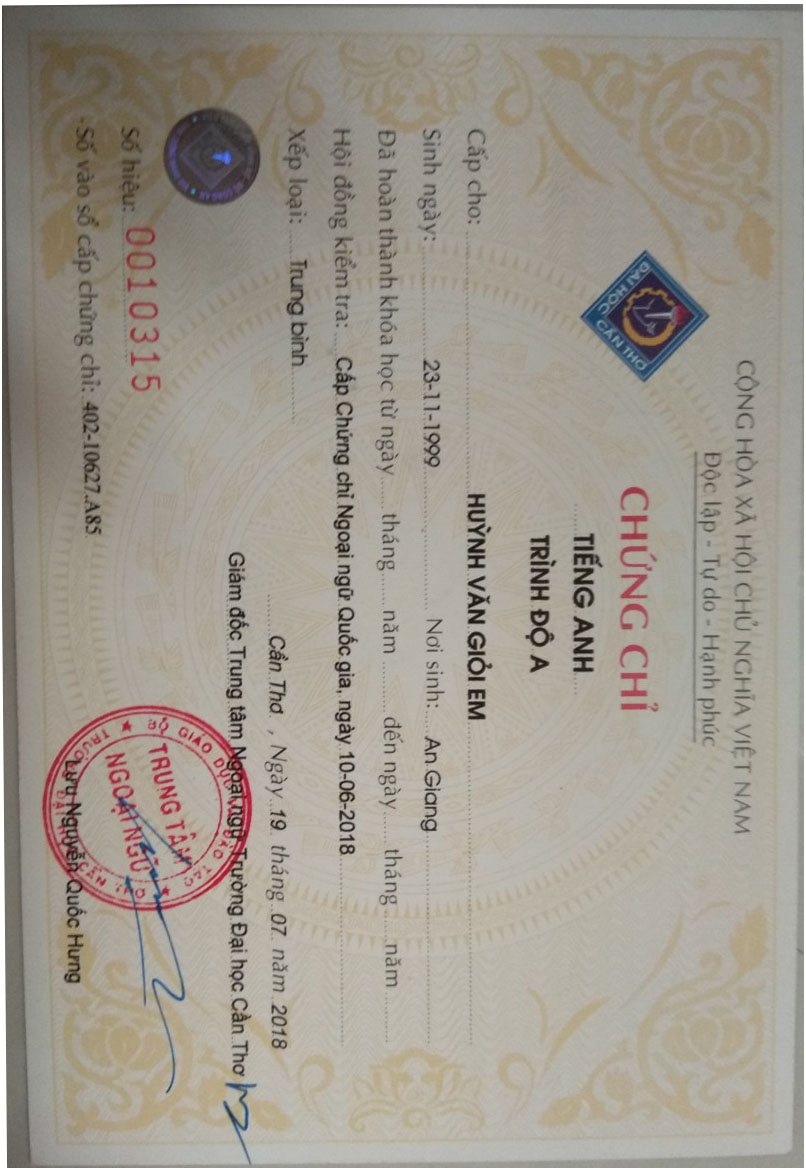 CỘNG HÒA XÃ HỘI CHỦ NGHĨA VIỆT NAM
Độc lập - Tự do - Hạnh phúc
ĐẠI HỌC CẦN THƠ
CHỨNG CHỈ
TIẾNG ANH
TRÌNH ĐỘ A
Cấp cho: HUỲNH VĂN GIỎI EM
Sinh ngày: 23-11-1999 Nơi sinh: An Giang
Đã hoàn thành khóa học từ ngày tháng năm đến ngày tháng năm
Hội đồng kiểm tra: Cấp Chứng chỉ Ngoại ngữ Quốc gia, ngày 10-06-2018
Xếp loại: Trung bình
Cần Thơ , Ngày 19 tháng 07 năm 2018
Giám đốc Trung tâm Ngoại ngữ Trường Đại học Cần Thơ
BỘ GIÁO DỤC VÀ ĐÀO TẠO
TRUNG TÂM
NGOẠI NGỮ
TRƯỜNG ĐẠI HỌC CẦN THƠ
Số hiệu: 0010315
Số vào sổ cấp chứng chỉ: 402-10627.A85
Lưu Nguyễn Quốc Hưng